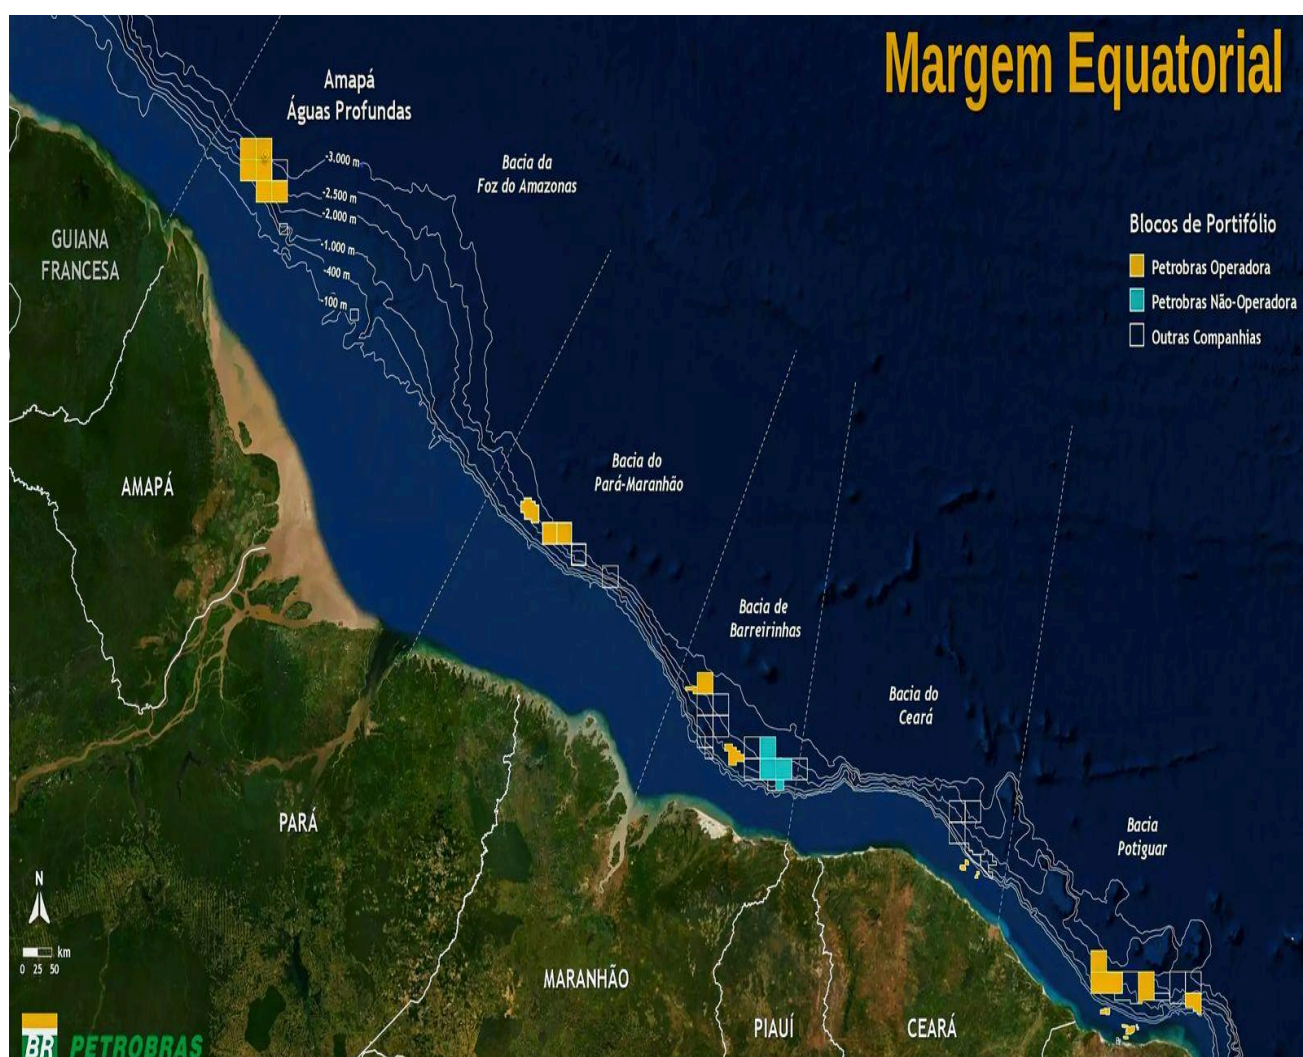 Margem Equatorial
Amapá
Águas Profundas
-3.000 m
-2.500 m
-2.000 m
-1.000 m
-400 m
-100 m
Bacia da
Foz do Amazonas
Blocos de Portifólio
Petrobras Operadora
Petrobras Não-Operadora
Outras Companhias
GUIANA
FRANCESA
AMAPÁ
Bacia do
Pará-Maranhão
Bacia de
Barreirinhas
Bacia do
Ceará
Bacia
Potiguar
PARÁ
MARANHÃO
PIAUÍ
CEARÁ
N
km
0 25 50
BR PETROBRAS